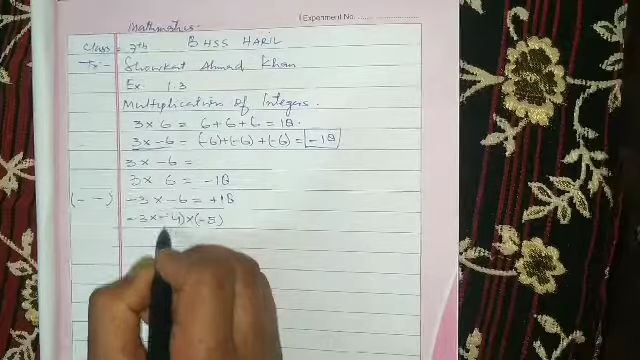 Experiment No.
Mathematics.
Class = 7th BHSS HARIL
Tr:- Showkat Ahmad Khan
Ex 1.3
Multiplication of Integers.
3 x 6 = 6+6+6 = 18.
3 x -6 = (-6)+(-6)+(-6) = -18
3 x -6 =
3 x 6 = -18
(- -) -3 x -6 = +18
-3 x -4) x (-5)